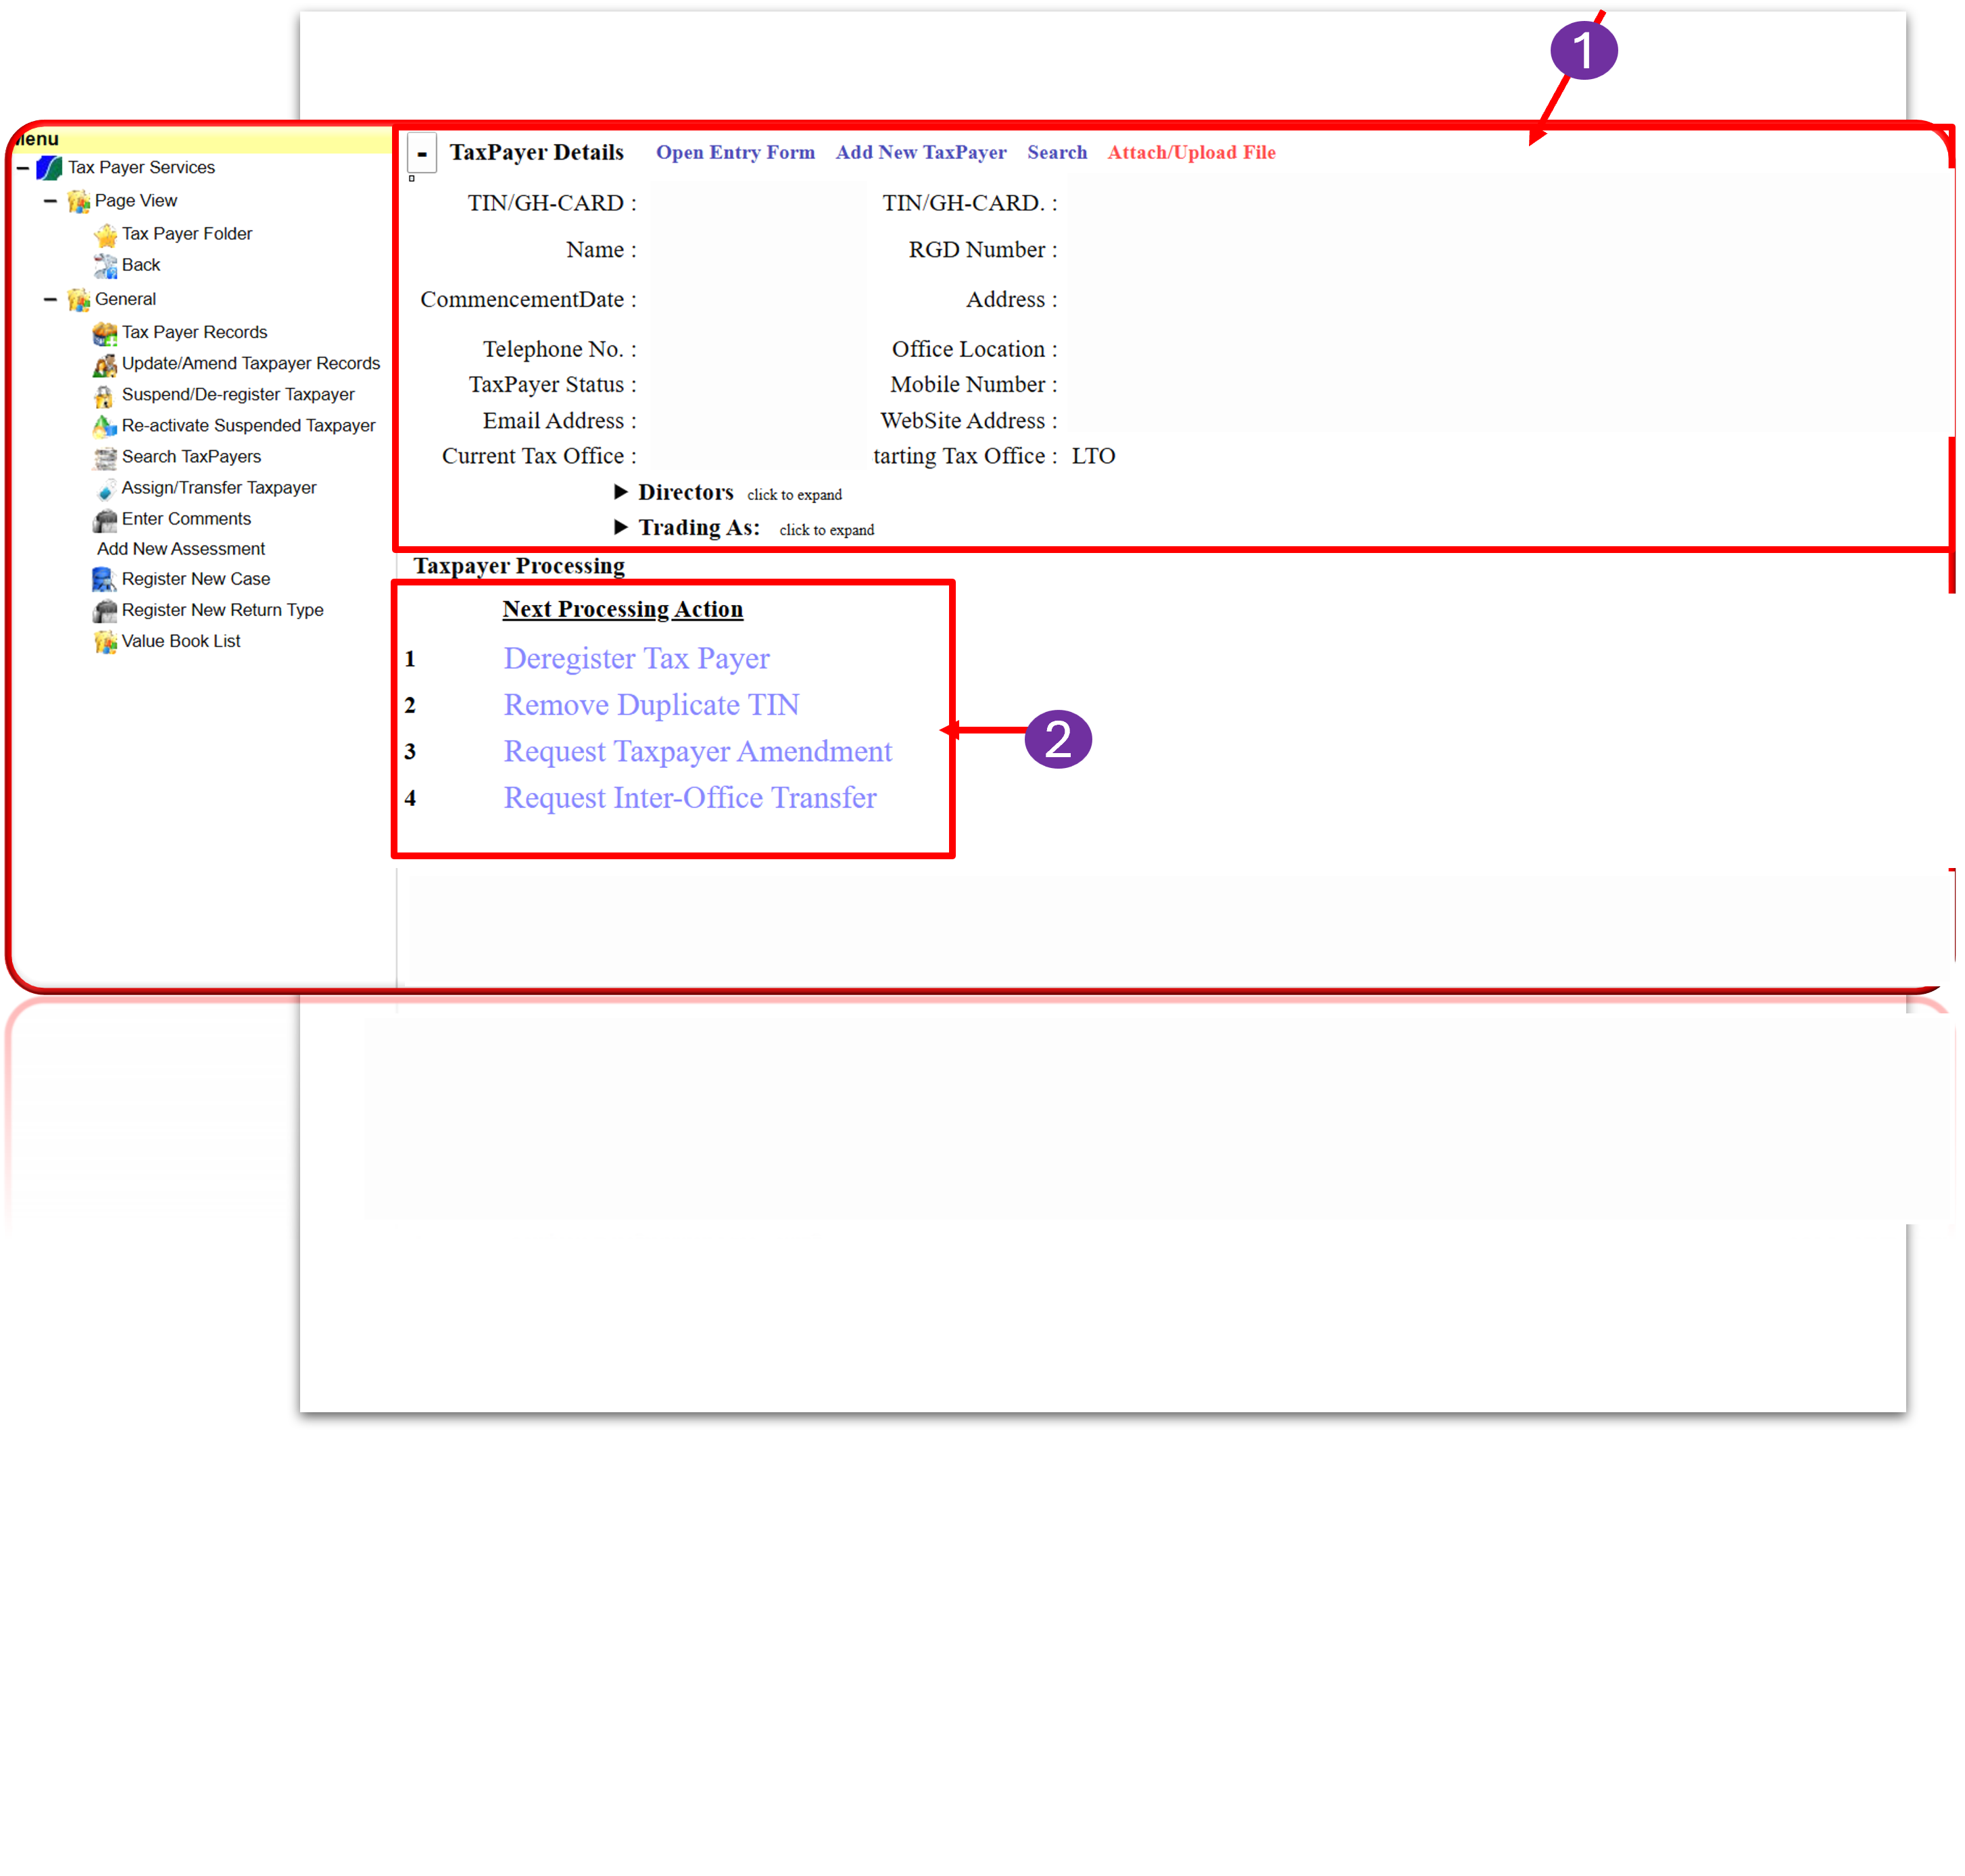 1
Menu
Tax Payer Services
Page View
Tax Payer Folder
Back
General
Tax Payer Records
Update/Amend Taxpayer Records
Suspend/De-register Taxpayer
Re-activate Suspended Taxpayer
Search TaxPayers
Assign/Transfer Taxpayer
Enter Comments
Add New Assessment
Register New Case
Register New Return Type
Value Book List
- TaxPayer Details Open Entry Form Add New TaxPayer Search Attach/Upload File
TIN/GH-CARD : TIN/GH-CARD. :
Name : RGD Number :
CommencementDate : Address :
Telephone No. : Office Location :
TaxPayer Status : Mobile Number :
Email Address : WebSite Address :
Current Tax Office : tarting Tax Office : LTO
Directors click to expand
Trading As: click to expand
Taxpayer Processing
Next Processing Action
1 Deregister Tax Payer
2 Remove Duplicate TIN
3 Request Taxpayer Amendment
4 Request Inter-Office Transfer
2